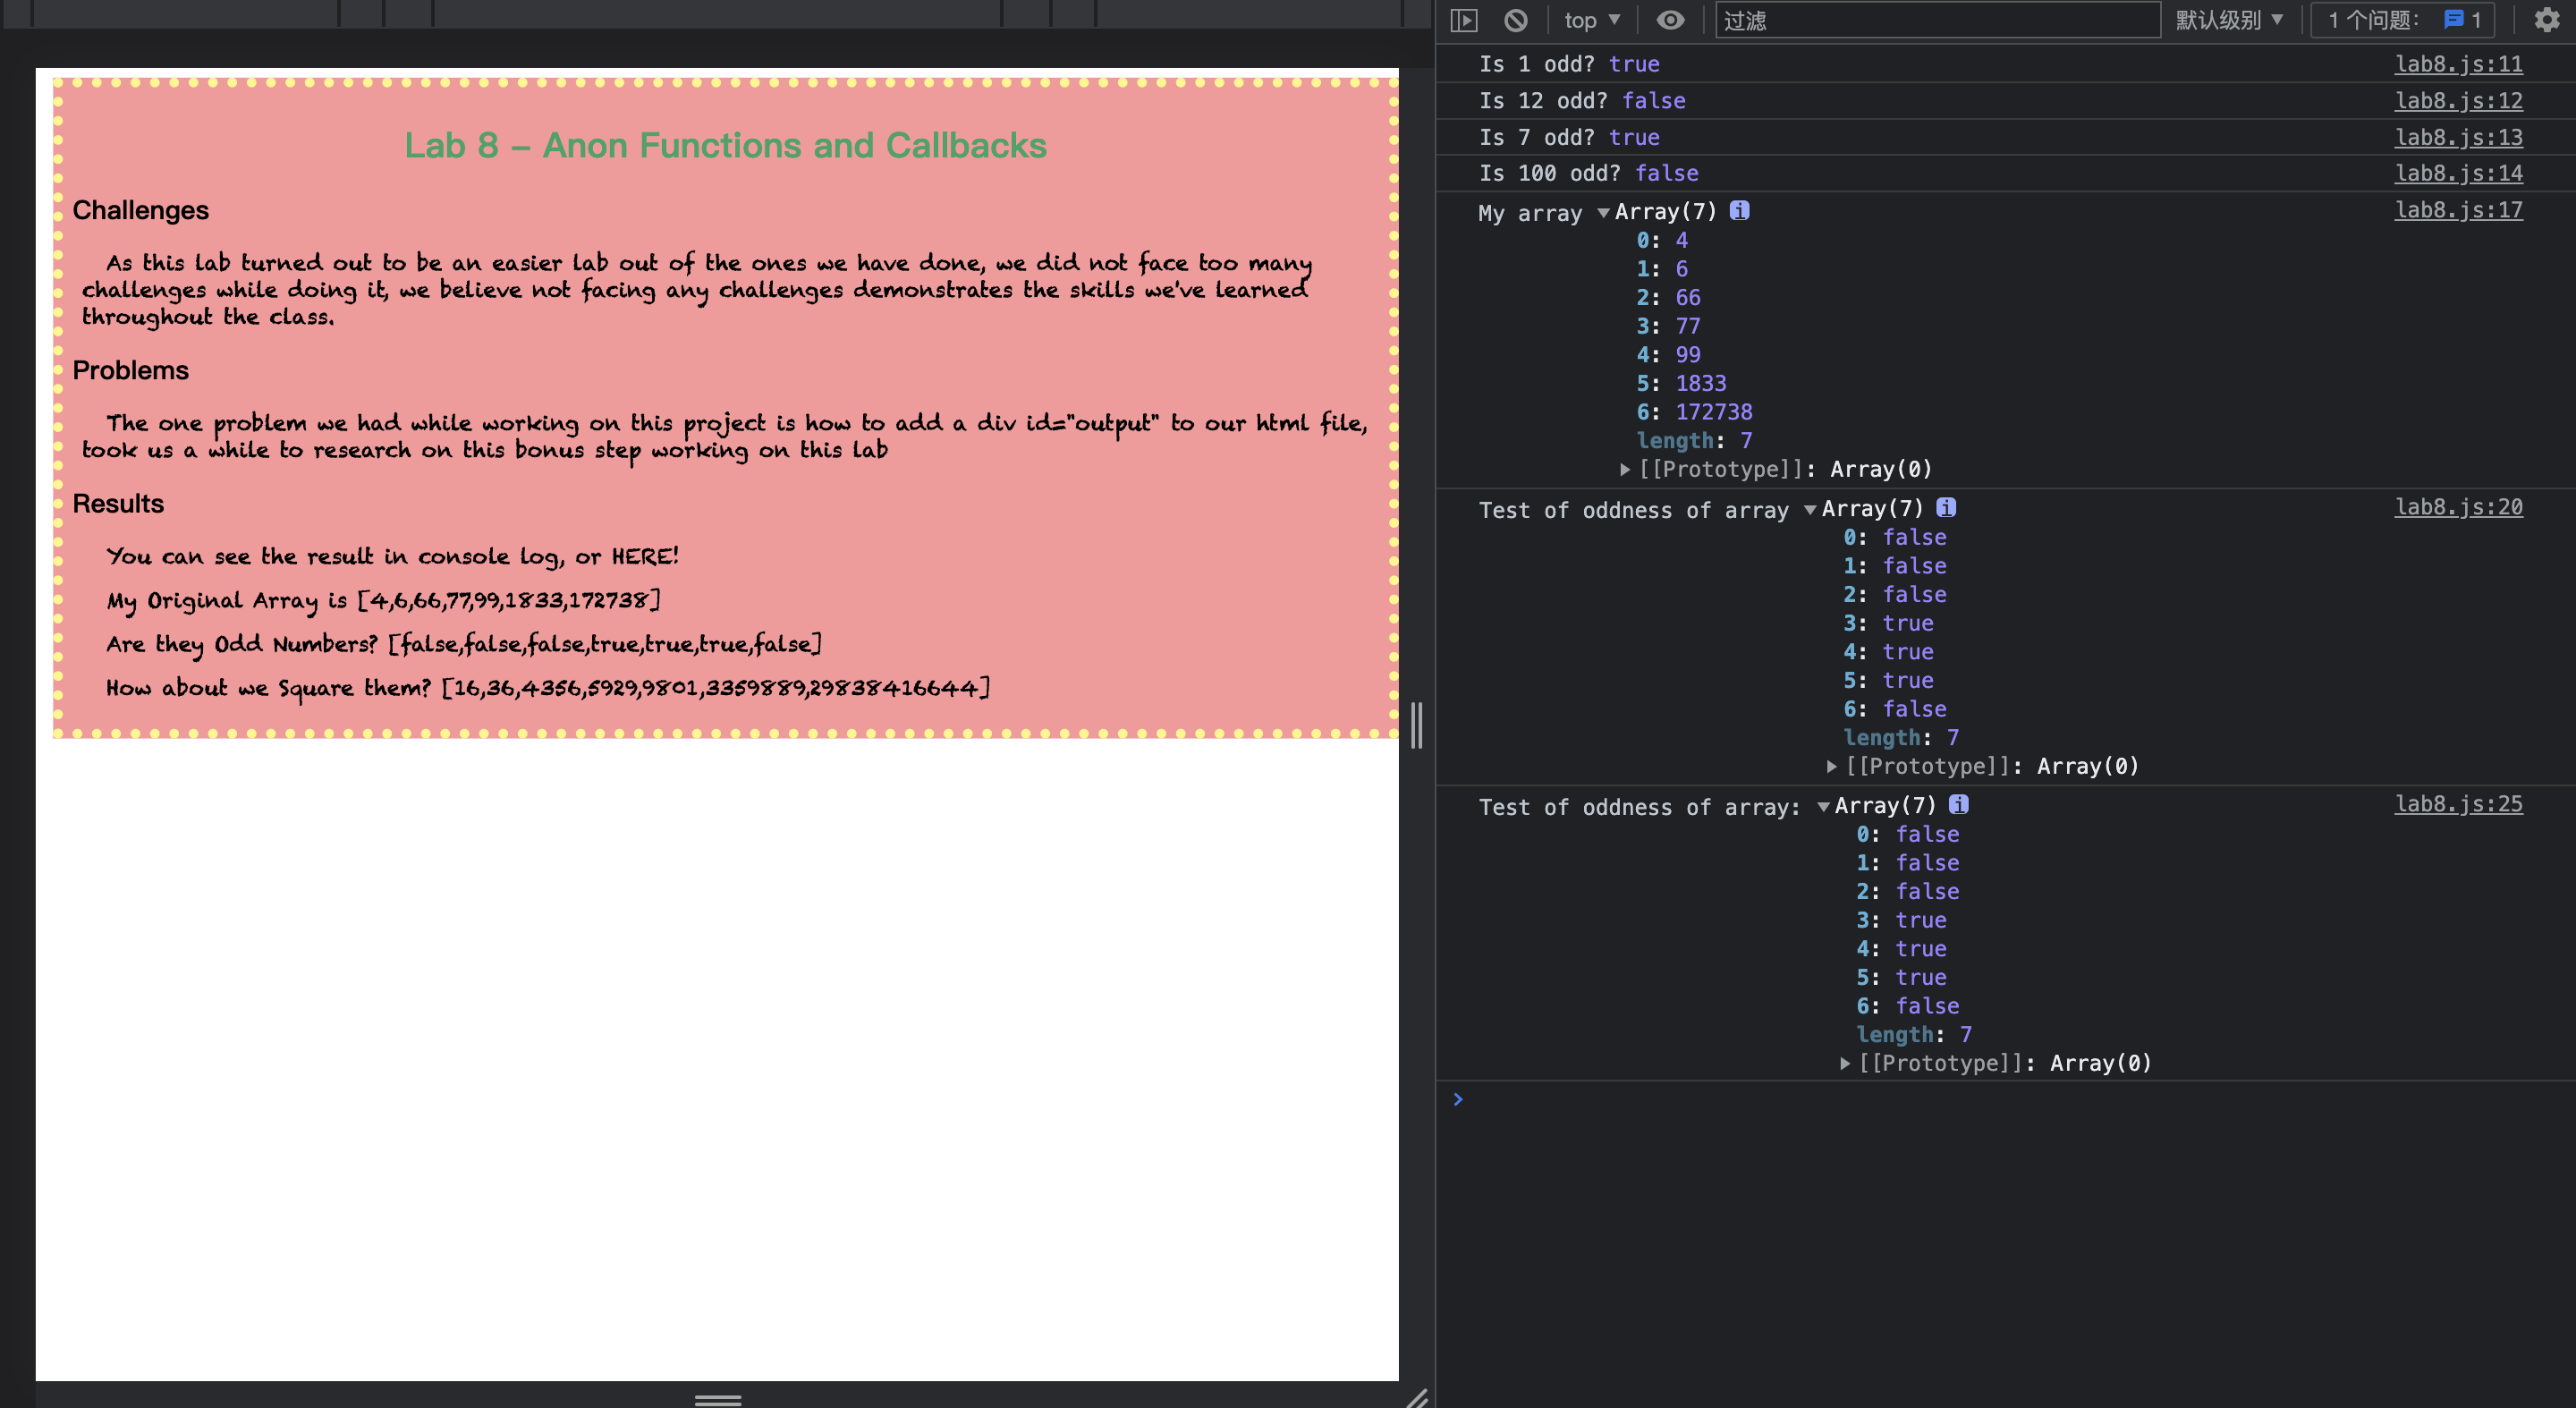 Lab 8 – Anon Functions and Callbacks
Challenges
As this lab turned out to be an easier lab out of the ones we have done, we did not face too many
challenges while doing it, we believe not facing any challenges demonstrates the skills we've learned
throughout the class.
Problems
The one problem we had while working on this project is how to add a div id="output" to our html file,
took us a while to research on this bonus step working on this lab
Results
You can see the result in console log, or HERE!
My Original Array is [4,6,66,77,99,1833,172738]
Are they Odd Numbers? [false,false,false,true,true,true,false]
How about we Square them? [16,36,4356,5929,9801,3359889,29838416644]
top 过滤 默认级别 1 个问题: 1
Is 1 odd? true lab8.js:11
Is 12 odd? false lab8.js:12
Is 7 odd? true lab8.js:13
Is 100 odd? false lab8.js:14
My array Array(7) i lab8.js:17
0: 4
1: 6
2: 66
3: 77
4: 99
5: 1833
6: 172738
length: 7
[[Prototype]]: Array(0)
Test of oddness of array Array(7) i lab8.js:20
0: false
1: false
2: false
3: true
4: true
5: true
6: false
length: 7
[[Prototype]]: Array(0)
Test of oddness of array: Array(7) i lab8.js:25
0: false
1: false
2: false
3: true
4: true
5: true
6: false
length: 7
[[Prototype]]: Array(0)